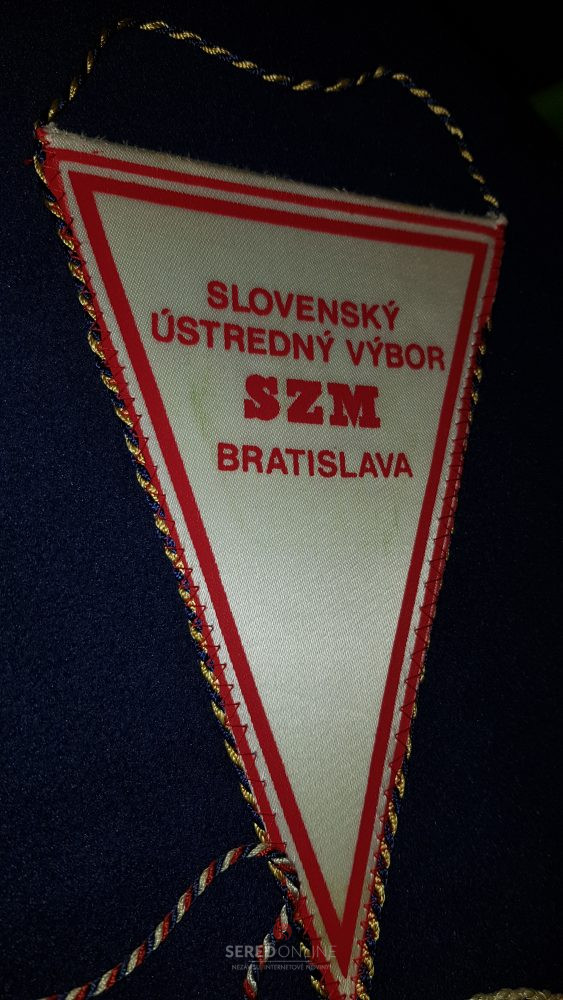 SLOVENSKÝ
ÚSTREDNÝ VÝBOR
SZM
BRATISLAVA
SEREDONLINE